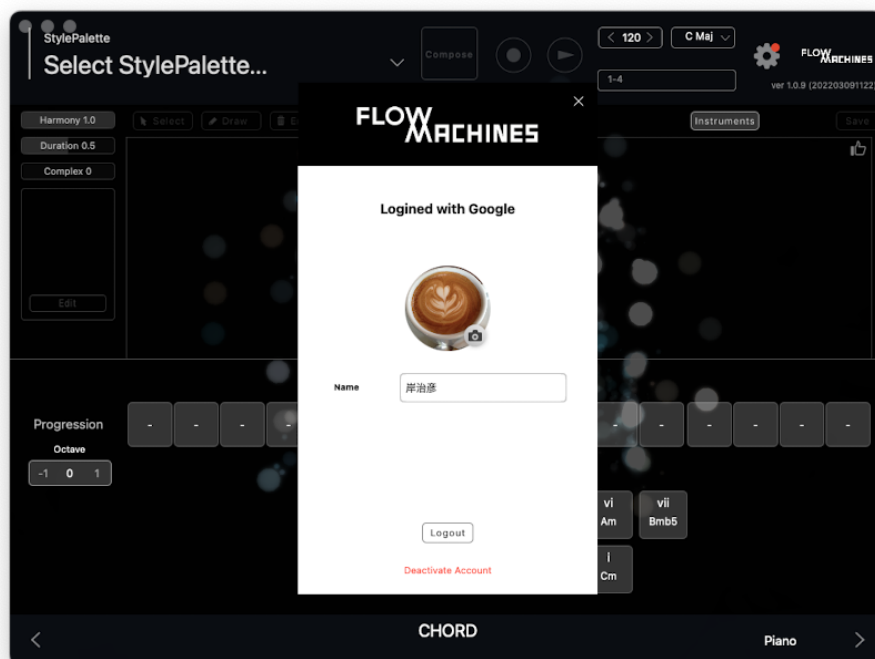 StylePalette
Select StylePalette...
Compose
120
C Maj
1-4
FLOW MACHINES
ver 1.0.9 (202203091122)
Harmony 1.0
Duration 0.5
Complex 0
Edit
Select
Draw
Instruments
Save
FLOW
MACHINES
Logined with Google
Name
岸治彦
Logout
Deactivate Account
Progression
Octave
-1 0 1
- - - - - - - - - -
vi
Am
vii
Bmb5
i
Cm
CHORD
Piano